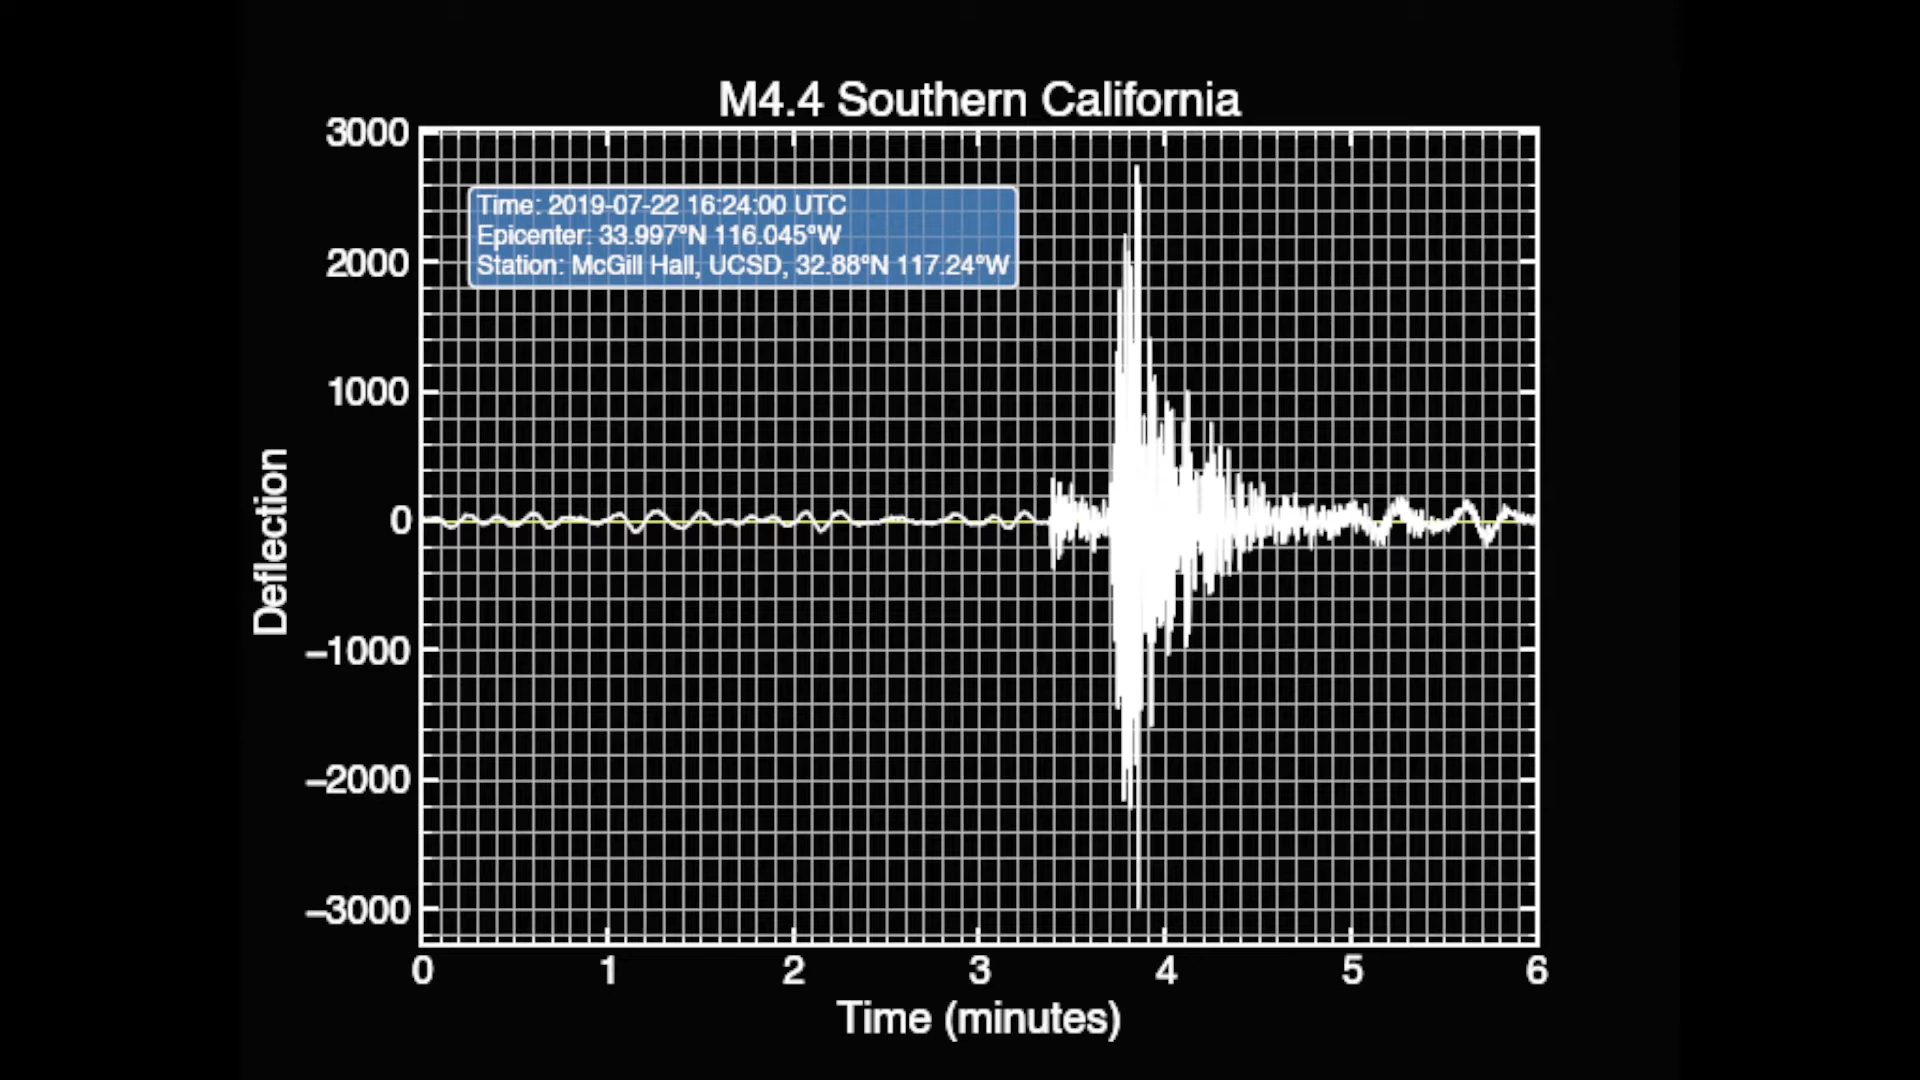 M4.4 Southern California
3000
Time: 2019-07-22 16:24:00 UTC
Epicenter: 33.997°N 116.045°W
2000
Station: McGill Hall, UCSD, 32.88°N 117.24°W
1000
Deflection
0
–1000
–2000
–3000
0 1 2 3 4 5 6
Time (minutes)